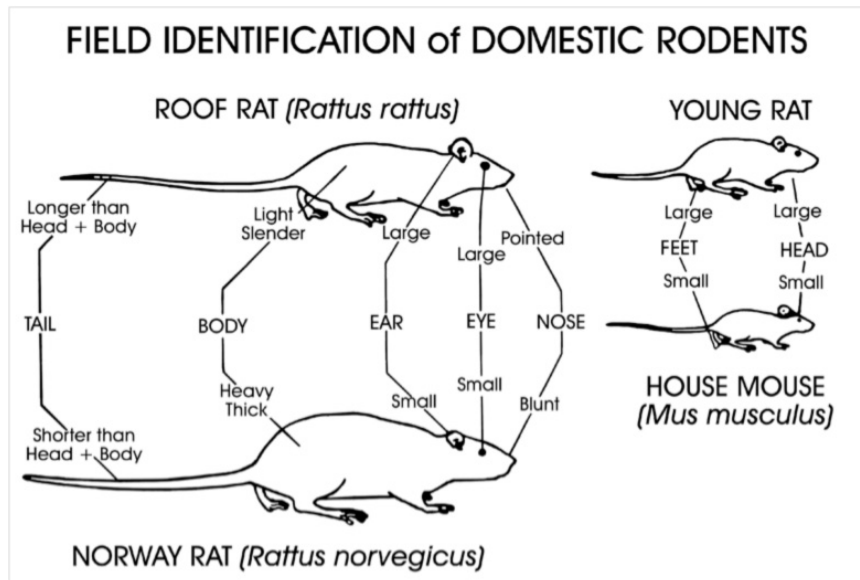 FIELD IDENTIFICATION of DOMESTIC RODENTS
ROOF RAT (Rattus rattus)
YOUNG RAT
Longer than
Head + Body
Light
Slender
Large
Large
Pointed
Large
FEET
Small
Large
HEAD
Small
TAIL
BODY
EAR
EYE
NOSE
Heavy
Thick
Small
Small
Blunt
HOUSE MOUSE
(Mus musculus)
Shorter than
Head + Body
NORWAY RAT (Rattus norvegicus)